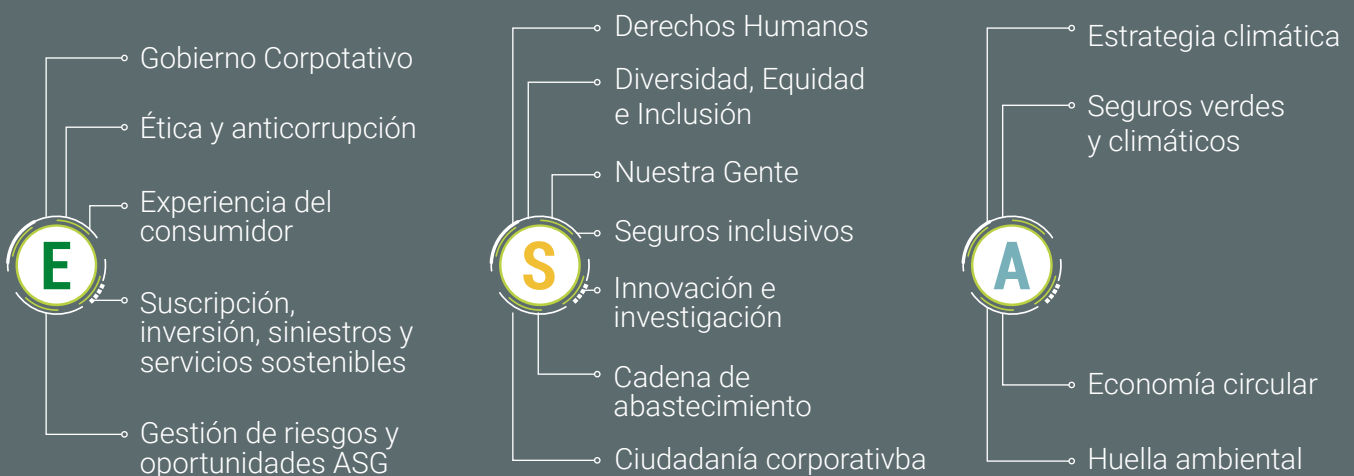 Gobierno Corpotativo
Ética y anticorrupción
Experiencia del
consumidor
E
Suscripción,
inversión, siniestros y
servicios sostenibles
Gestión de riesgos y
oportunidades ASG
Derechos Humanos
Diversidad, Equidad
e Inclusión
Nuestra Gente
Seguros inclusivos
S
Innovación e
investigación
Cadena de
abastecimiento
Ciudadanía corporativba
Estrategia climática
Seguros verdes
y climáticos
A
Economía circular
Huella ambiental